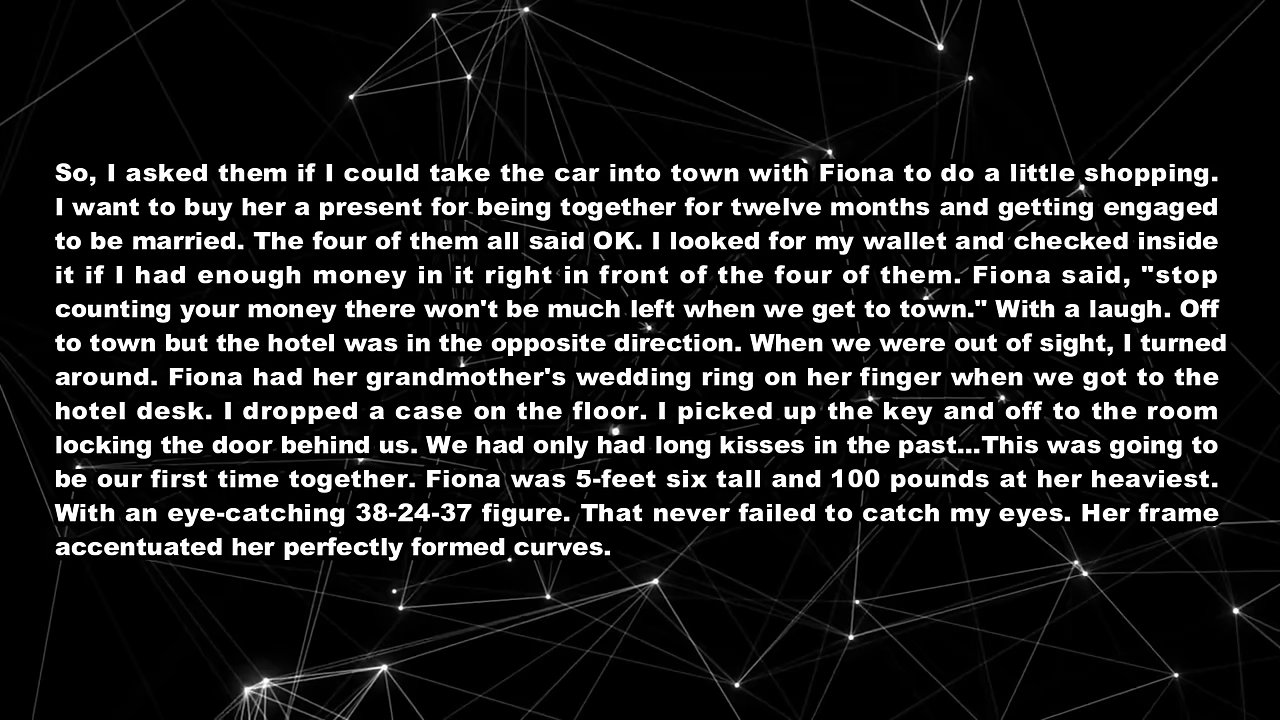 So, I asked them if I could take the car into town with Fiona to do a little shopping.
I want to buy her a present for being together for twelve months and getting engaged
to be married. The four of them all said OK. I looked for my wallet and checked inside
it if I had enough money in it right in front of the four of them. Fiona said, "stop
counting your money there won't be much left when we get to town." With a laugh. Off
to town but the hotel was in the opposite direction. When we were out of sight, I turned
around. Fiona had her grandmother's wedding ring on her finger when we got to the
hotel desk. I dropped a case on the floor. I picked up the key and off to the room
locking the door behind us. We had only had long kisses in the past...This was going to
be our first time together. Fiona was 5-feet six tall and 100 pounds at her heaviest.
With an eye-catching 38-24-37 figure. That never failed to catch my eyes. Her frame
accentuated her perfectly formed curves.